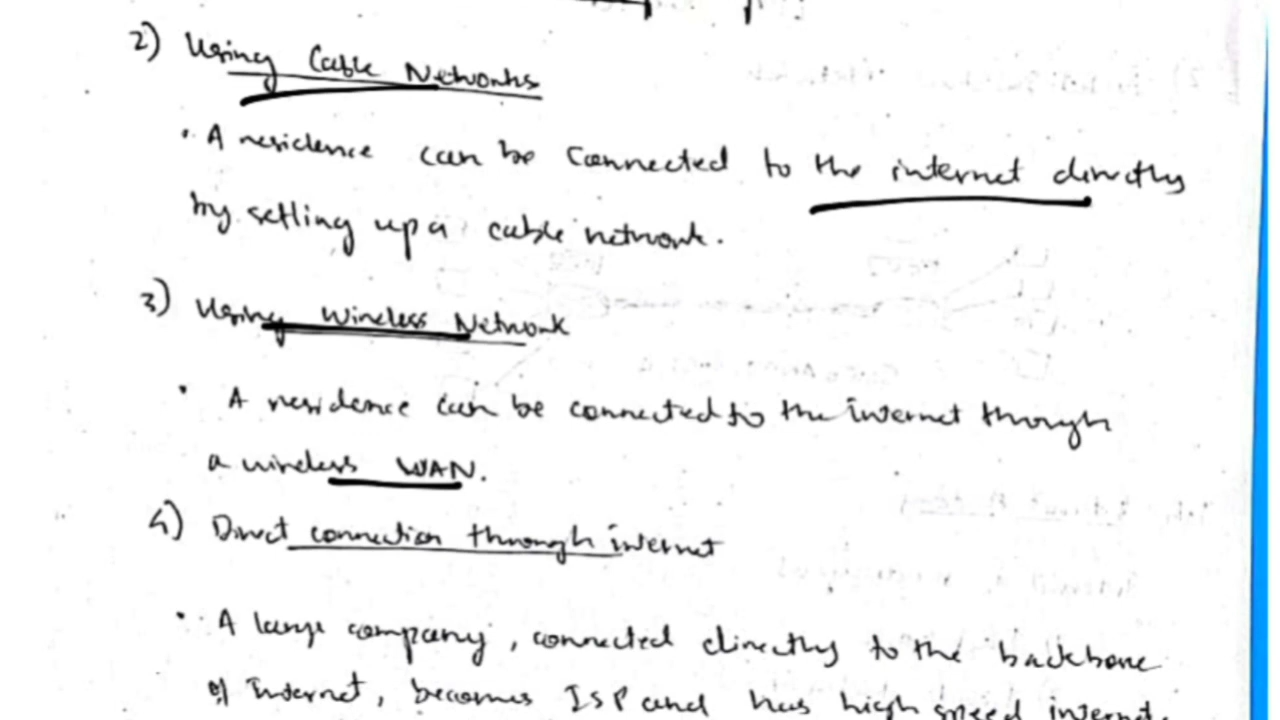 2) Using Cable Networks
· A residence can be connected to the internet directly
by setting up a cable network.
3) Using Wireless Network
· A residence can be connected to the internet through
a wireless WAN.
4) Direct connection through internet
· A large company, connected directly to the backbone
of Internet, becomes ISP and has high speed internet.